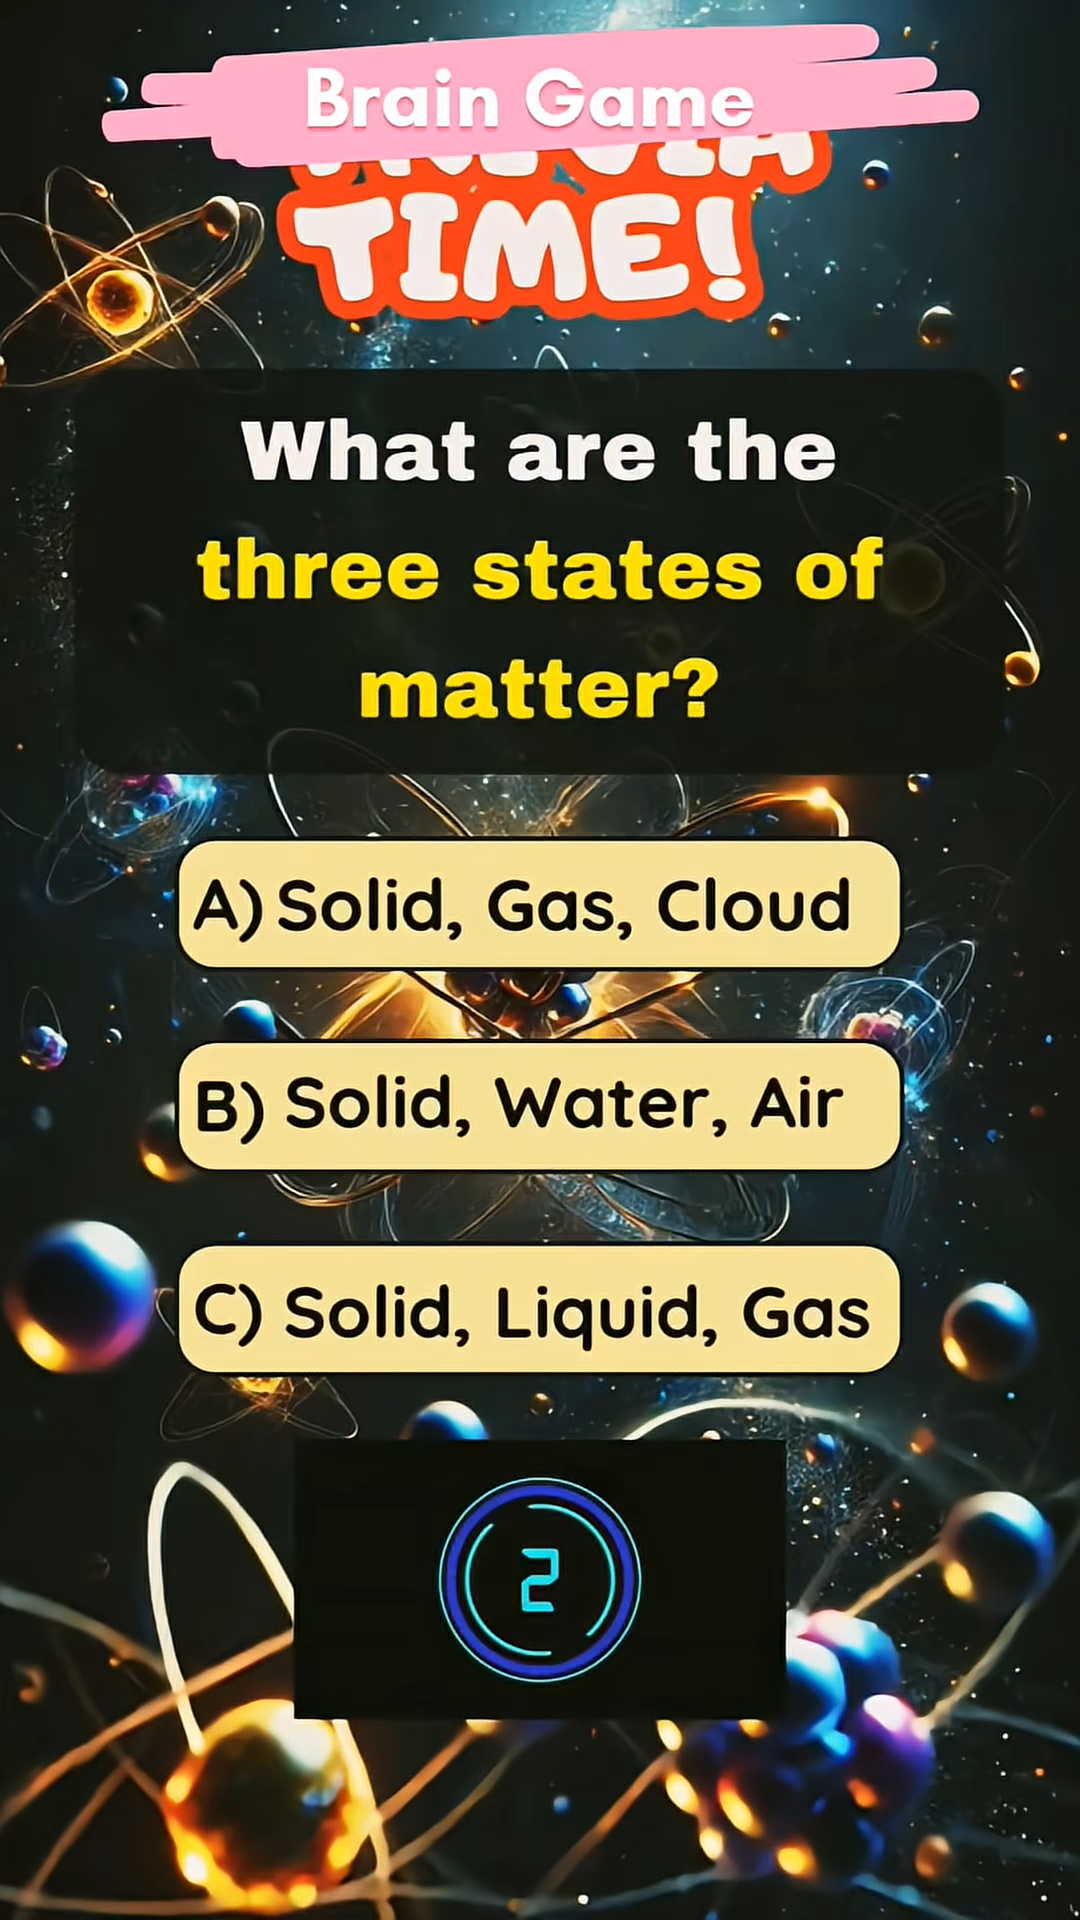 Brain Game
TRIVIA
TIME!
What are the
three states of
matter?
A) Solid, Gas, Cloud
B) Solid, Water, Air
C) Solid, Liquid, Gas
2